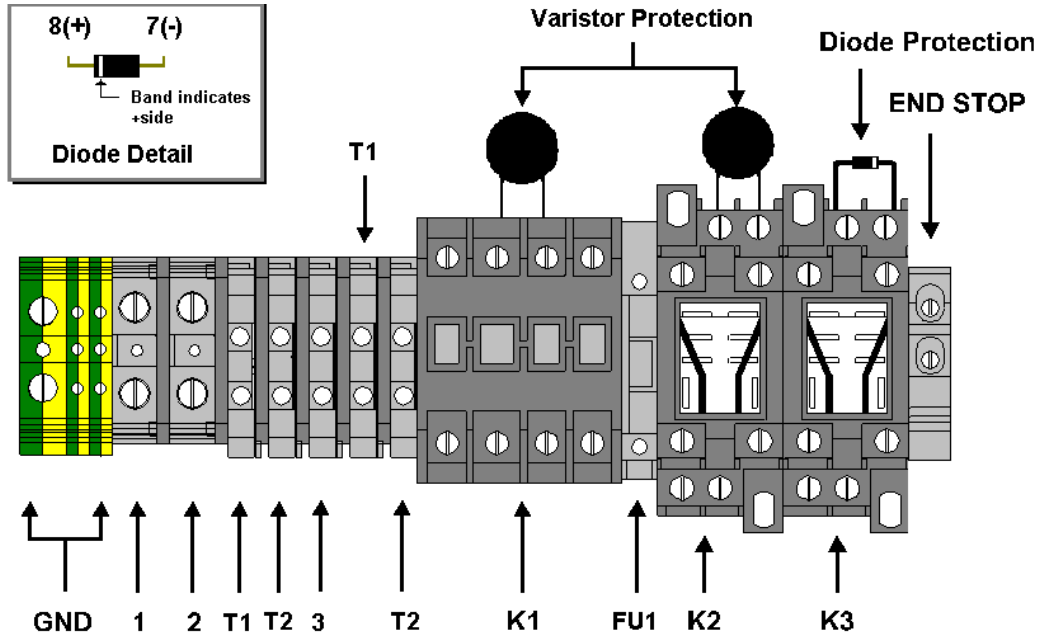 8(+) 7(-)
Band indicates
+side
Diode Detail
Varistor Protection
Diode Protection
END STOP
T1
GND 1 2 T1 T2 3 T2 K1 FU1 K2 K3